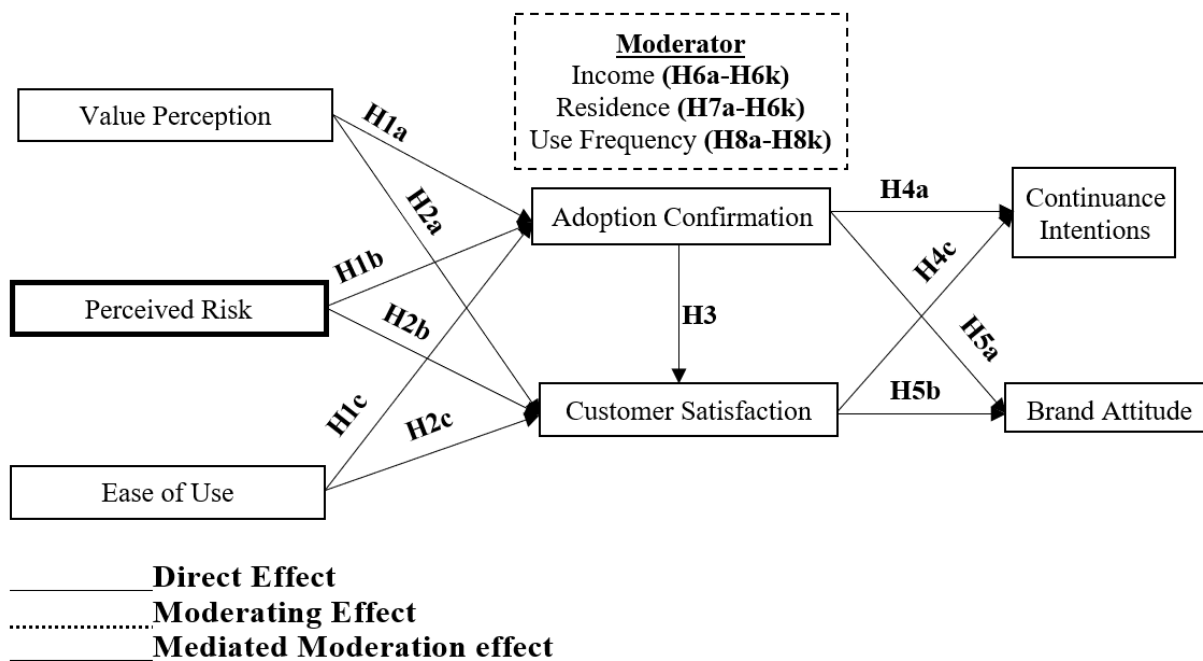 Moderator
Income (H6a-H6k)
Residence (H7a-H6k)
Use Frequency (H8a-H8k)
Value Perception
H1a
H2a
Adoption Confirmation
H4a
Continuance
Intentions
H1b
H4c
Perceived Risk
H2b
H3
H5a
H1c
H2c
Customer Satisfaction
H5b
Brand Attitude
Ease of Use
Direct Effect
Moderating Effect
Mediated Moderation effect